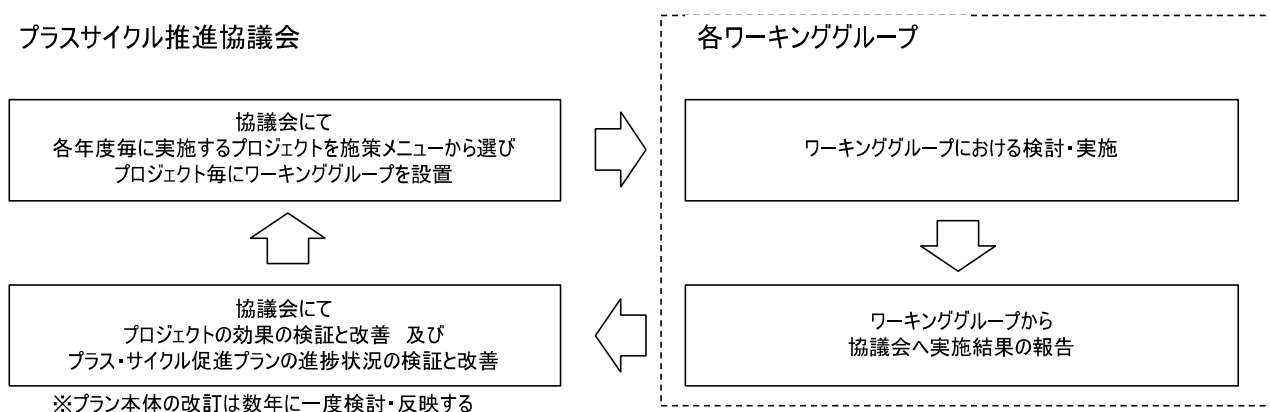 プラスサイクル推進協議会
各ワーキンググループ
協議会にて
各年度毎に実施するプロジェクトを施策メニューから選び
プロジェクト毎にワーキンググループを設置
ワーキンググループにおける検討・実施
協議会にて
プロジェクトの効果の検証と改善 及び
プラス・サイクル促進プランの進捗状況の検証と改善
ワーキンググループから
協議会へ実施結果の報告
※プラン本体の改訂は数年に一度検討・反映する